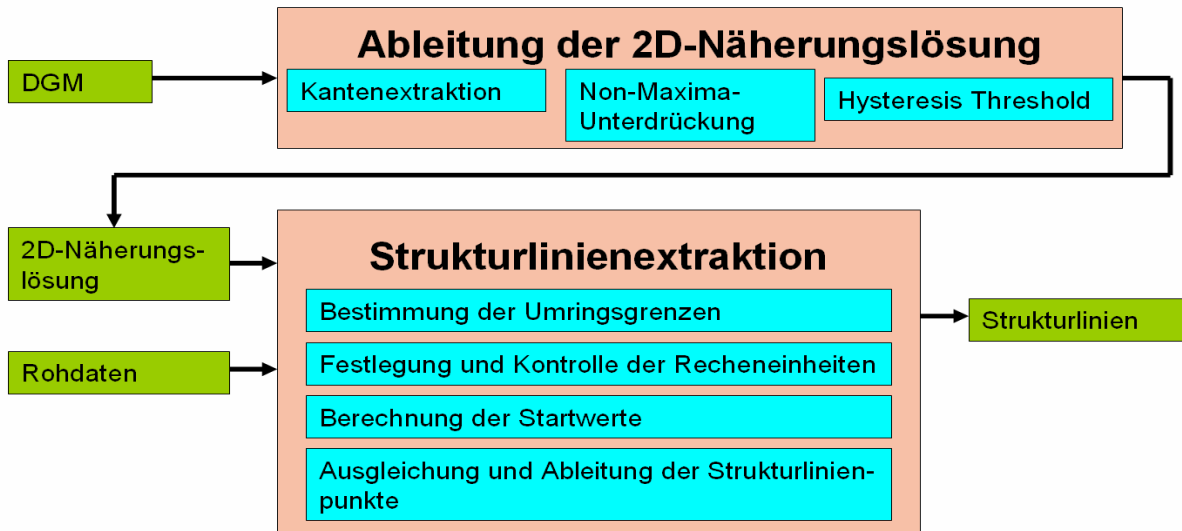 Ableitung der 2D-Näherungslösung
DGM
Kantenextraktion
Non-Maxima-
Unterdrückung
Hysteresis Threshold
2D-Näherungs-
lösung
Strukturlinienextraktion
Bestimmung der Umringsgrenzen
Strukturlinien
Rohdaten
Festlegung und Kontrolle der Recheneinheiten
Berechnung der Startwerte
Ausgleichung und Ableitung der Strukturlinien-
punkte